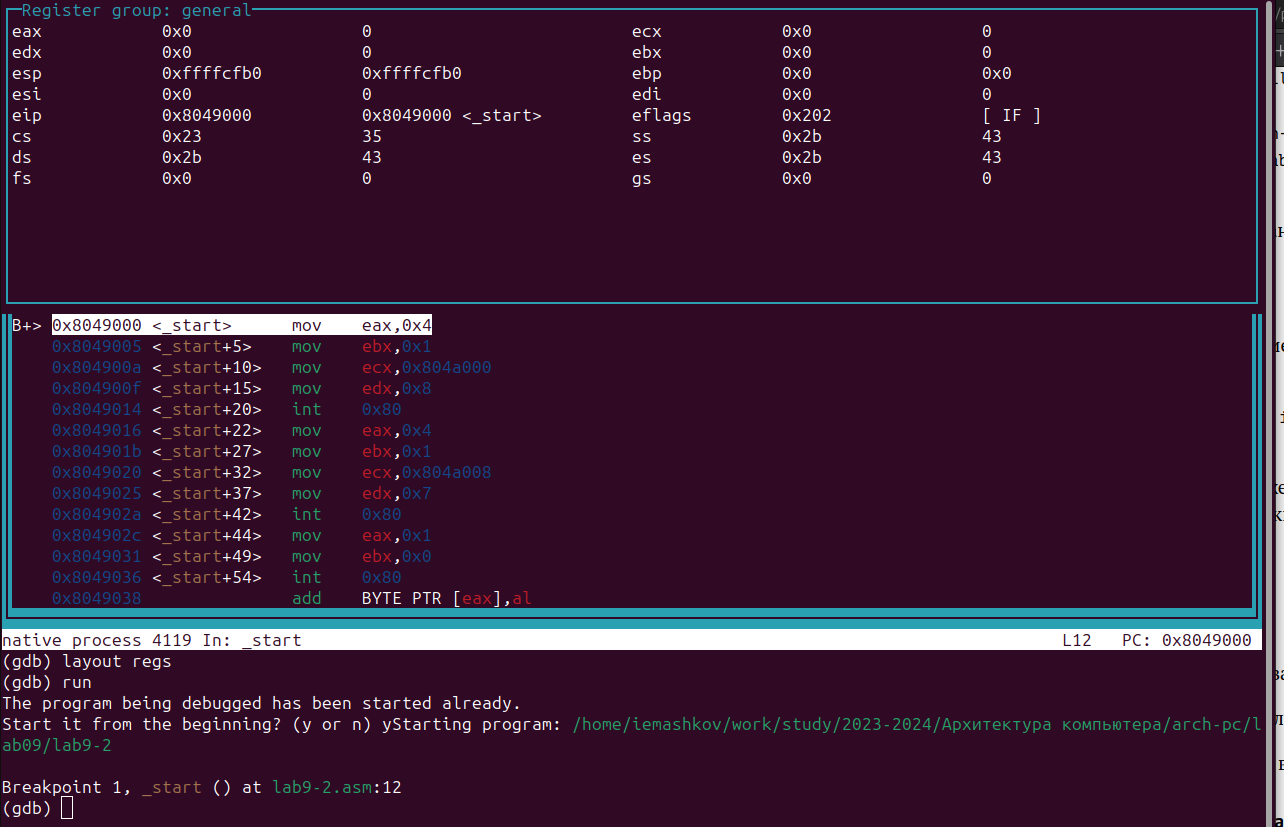 Register group: general
eax 0x0 0 ecx 0x0 0
edx 0x0 0 ebx 0x0 0
esp 0xffffcfb0 0xffffcfb0 ebp 0x0 0x0
esi 0x0 0 edi 0x0 0
eip 0x8049000 0x8049000 <_start> eflags 0x202 [ IF ]
cs 0x23 35 ss 0x2b 43
ds 0x2b 43 es 0x2b 43
fs 0x0 0 gs 0x0 0
B+> 0x8049000 <_start> mov eax,0x4
0x8049005 <_start+5> mov ebx,0x1
0x804900a <_start+10> mov ecx,0x804a000
0x804900f <_start+15> mov edx,0x8
0x8049014 <_start+20> int 0x80
0x8049016 <_start+22> mov eax,0x4
0x804901b <_start+27> mov ebx,0x1
0x8049020 <_start+32> mov ecx,0x804a008
0x8049025 <_start+37> mov edx,0x7
0x804902a <_start+42> int 0x80
0x804902c <_start+44> mov eax,0x1
0x8049031 <_start+49> mov ebx,0x0
0x8049036 <_start+54> int 0x80
0x8049038 add BYTE PTR [eax],al
native process 4119 In: _start L12 PC: 0x8049000
(gdb) layout regs
(gdb) run
The program being debugged has been started already.
Start it from the beginning? (y or n) yStarting program: /home/iemashkov/work/study/2023-2024/Архитектура компьютера/arch-pc/l
ab09/lab9-2
Breakpoint 1, _start () at lab9-2.asm:12
(gdb)